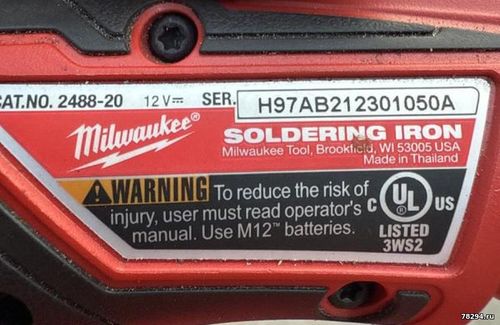 CAT.NO. 2488-20 12 V⎓ SER. H97AB212301050A
Milwaukee®
SOLDERING IRON
Milwaukee Tool, Brookfield, WI 53005 USA
Made in Thailand
WARNING To reduce the risk of
injury, user must read operator's
manual. Use M12™ batteries.
C UL US
LISTED
3WS2
78294.ru